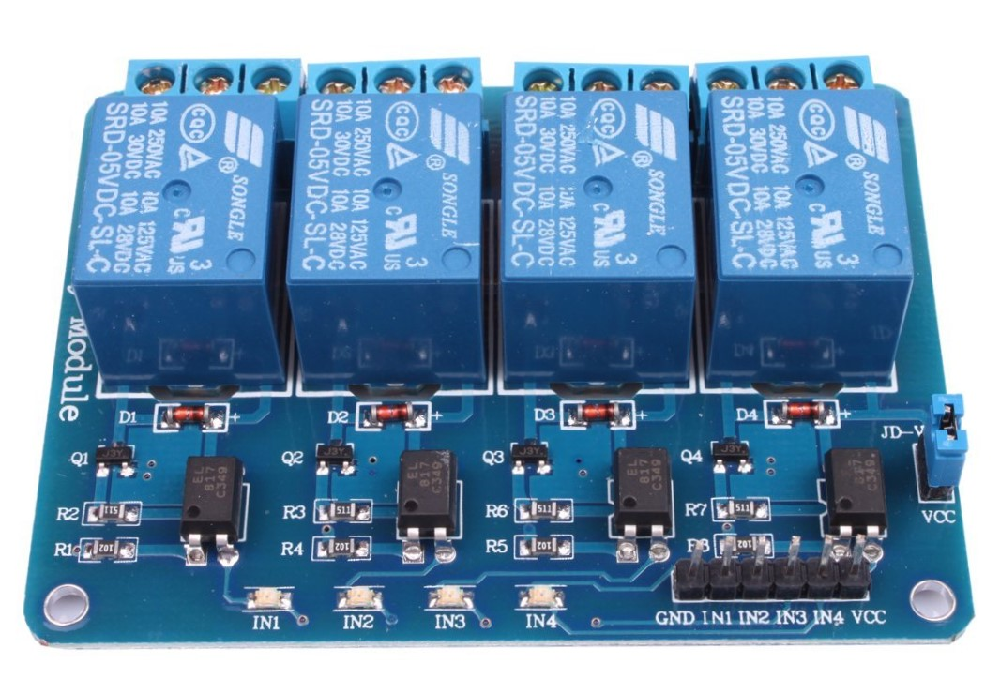 SONGLE
CQC
®
10A 250VAC 10A 125VAC
10A 30VDC 10A 28VDC
SRD-05VDC-SL-C
c US
3
SONGLE
CQC
®
10A 250VAC 10A 125VAC
10A 30VDC 10A 28VDC
SRD-05VDC-SL-C
c US
3
SONGLE
CQC
®
10A 250VAC 10A 125VAC
10A 30VDC 10A 28VDC
SRD-05VDC-SL-C
c US
3
SONGLE
CQC
®
10A 250VAC 10A 125VAC
10A 30VDC 10A 28VDC
SRD-05VDC-SL-C
c US
3
Module
D1 +
D2 +
D3 +
D4 +
JD-V
VCC
Q1 J3Y
Q2 J3Y
Q3 J3Y
Q4 J3Y
EL
817
C349
EL
817
C349
EL
817
C349
817
C349
R2 511
R3 511
R6 511
R7 511
R1 102
R4 102
R5 102
R8 102
IN1 IN2 IN3 IN4
GND IN1 IN2 IN3 IN4 VCC